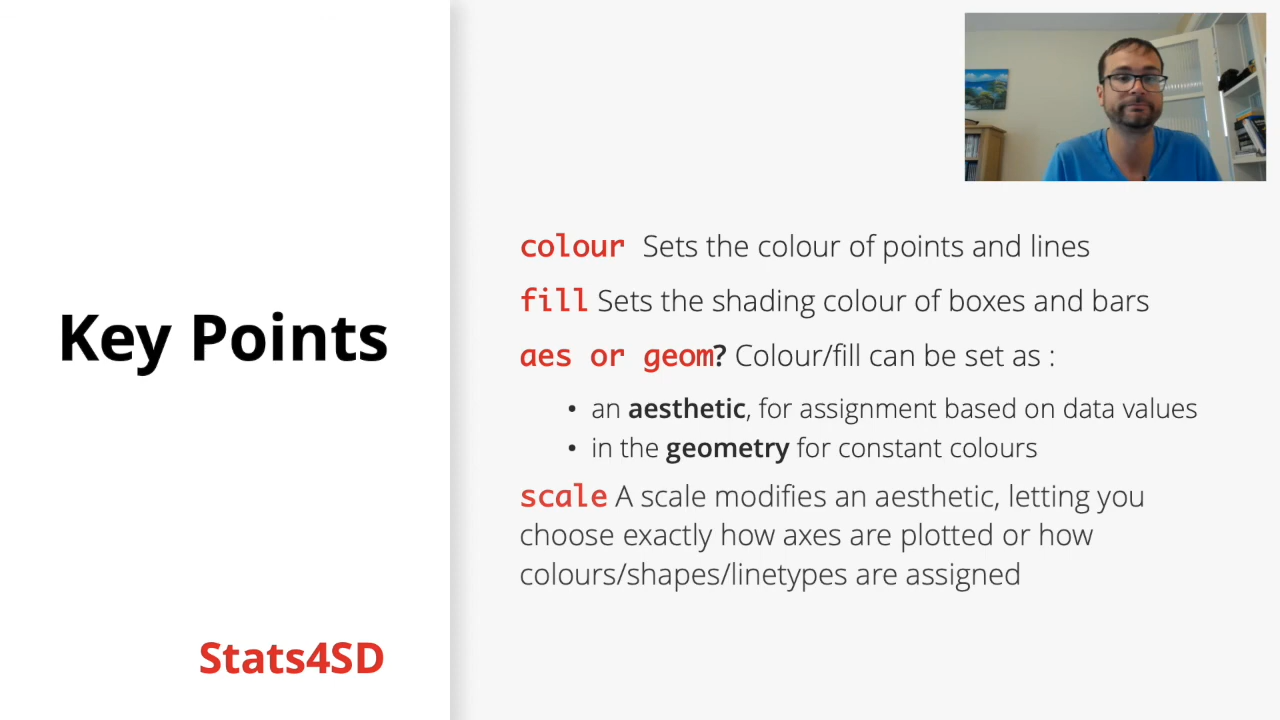 Key Points
Stats4SD
colour Sets the colour of points and lines
fill Sets the shading colour of boxes and bars
aes or geom? Colour/fill can be set as :
• an aesthetic, for assignment based on data values
• in the geometry for constant colours
scale A scale modifies an aesthetic, letting you
choose exactly how axes are plotted or how
colours/shapes/linetypes are assigned